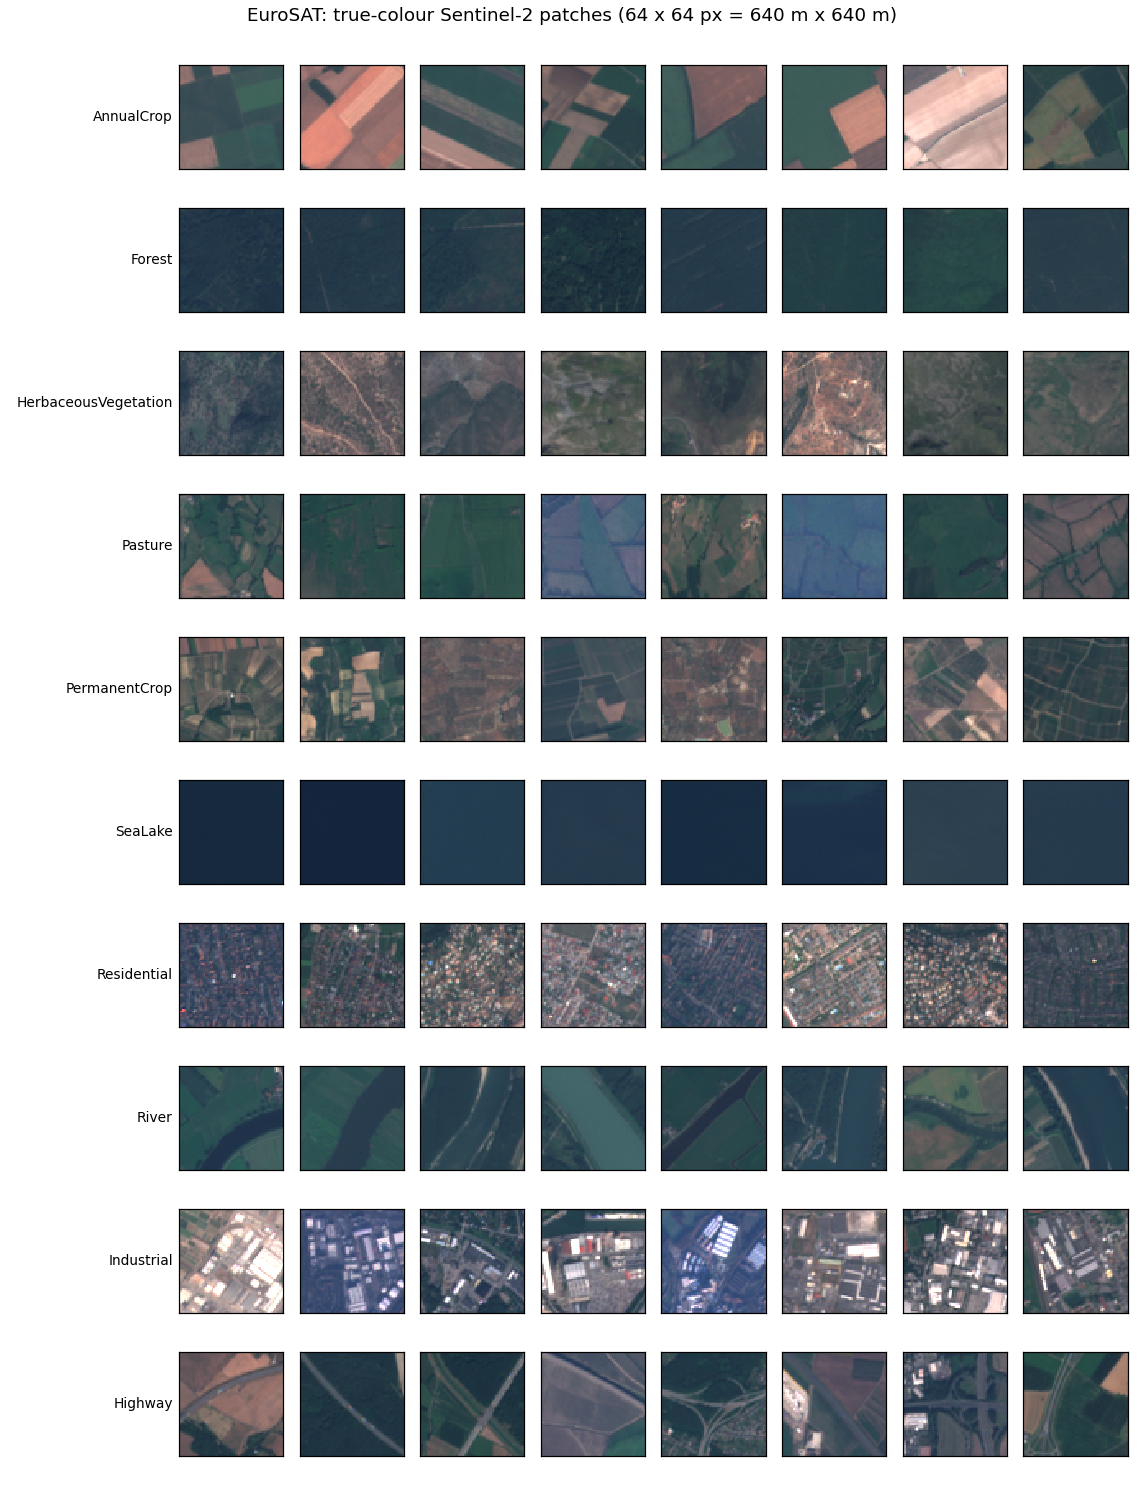 EuroSAT: true-colour Sentinel-2 patches (64 x 64 px = 640 m x 640 m)
AnnualCrop
Forest
HerbaceousVegetation
Pasture
PermanentCrop
SeaLake
Residential
River
Industrial
Highway